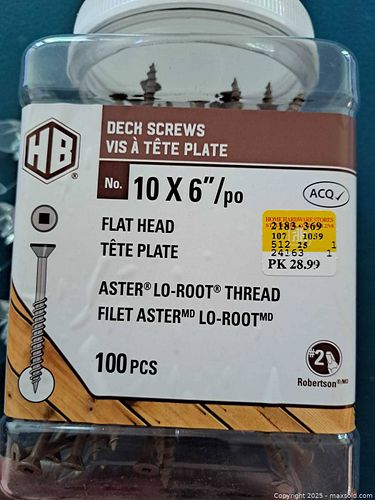 HB®
DECK SCREWS
VIS À TÊTE PLATE
No. 10 X 6"/po
ACQ
FLAT HEAD
TÊTE PLATE
HOME HARDWARE STORES
2183-369
107 1059
512 25 1
24163 1
PK 28.99
ASTER® LO-ROOT® THREAD
FILET ASTERMD LO-ROOTMD
100 PCS
#2
Robertson®/MD
Copyright 2025 - maxsold.com